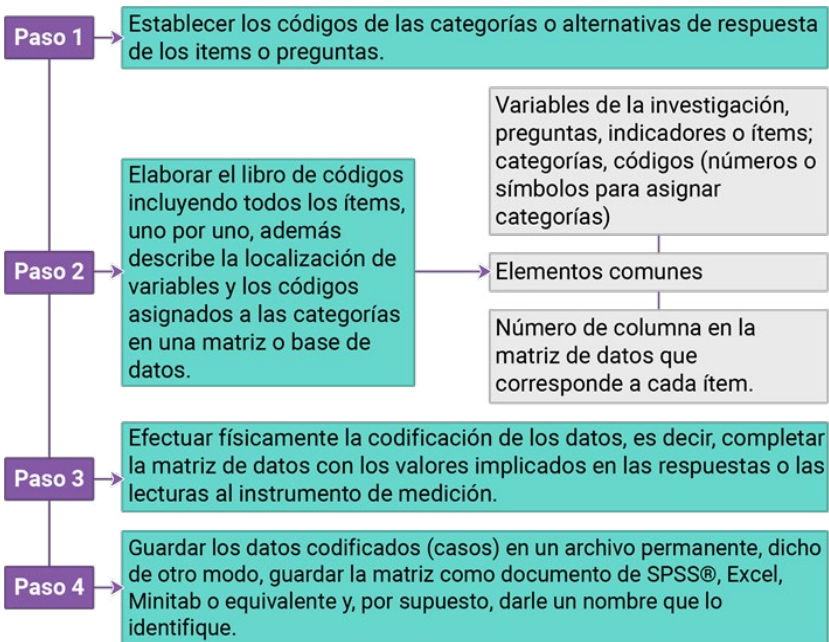 Paso 1
Establecer los códigos de las categorías o alternativas de respuesta
de los items o preguntas.
Paso 2
Elaborar el libro de códigos
incluyendo todos los ítems,
uno por uno, además
describe la localización de
variables y los códigos
asignados a las categorías
en una matriz o base de
datos.
Variables de la investigación,
preguntas, indicadores o ítems;
categorías, códigos (números o
símbolos para asignar
categorías)
Elementos comunes
Número de columna en la
matriz de datos que
corresponde a cada ítem.
Paso 3
Efectuar físicamente la codificación de los datos, es decir, completar
la matriz de datos con los valores implicados en las respuestas o las
lecturas al instrumento de medición.
Paso 4
Guardar los datos codificados (casos) en un archivo permanente, dicho
de otro modo, guardar la matriz como documento de SPSS®, Excel,
Minitab o equivalente y, por supuesto, darle un nombre que lo
identifique.